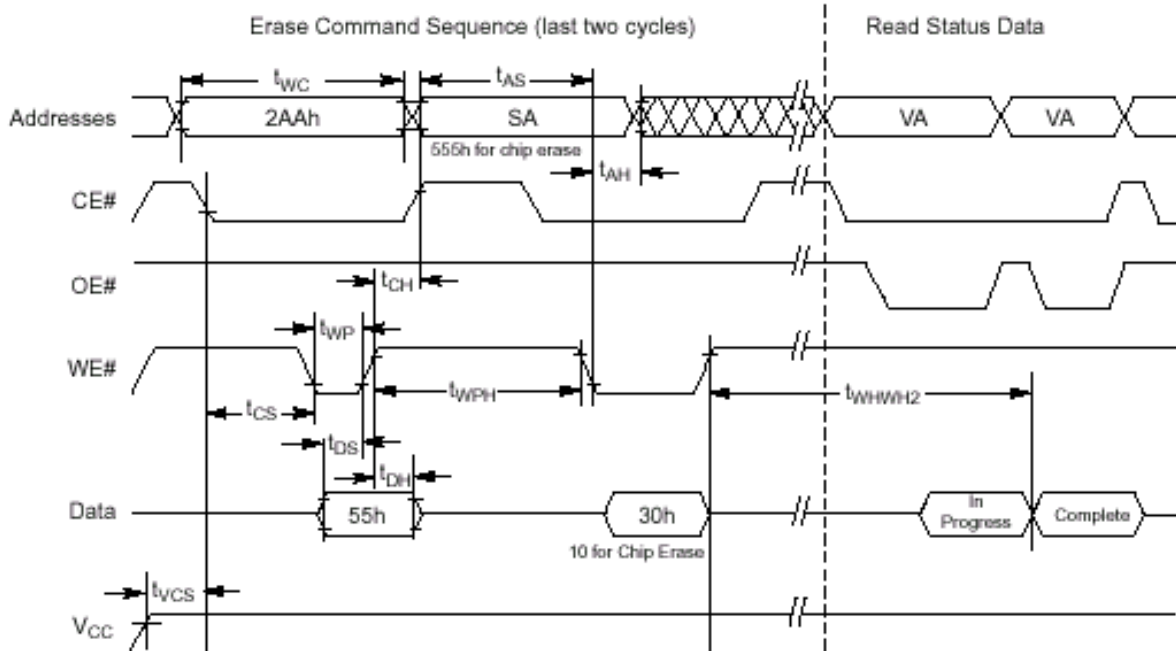 Erase Command Sequence (last two cycles)
Read Status Data
tWC
tAS
Addresses
2AAh
SA
VA
VA
555h for chip erase
tAH
CE#
tCH
OE#
tWP
WE#
tWPH
tWHWH2
tCS
tDS
tDH
Data
55h
30h
In
Progress
Complete
10 for Chip Erase
tVCS
VCC